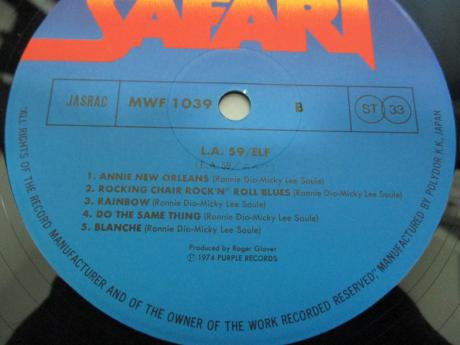 SAFARI
JASRAC
MWF 1039
B
ST
33
L.A. 59/ELF
(L.A. 59/
1. ANNIE NEW ORLEANS (Ronnie Dio-Micky Lee Soule)
2. ROCKING CHAIR ROCK'N" ROLL BLUES (Ronnie Dio-Micky Lee Soule)
3. RAINBOW (Ronnie Dio-Micky Lee Soule)
4. DO THE SAME THING (Ronnie Dio-Micky Lee Soule)
5. BLANCHE (Ronnie Dio-Micky Lee Soule)
Produced by Roger Glover
Ⓟ 1974 PURPLE RECORDS
"ALL RIGHTS OF THE RECORD MANUFACTURER AND OF THE OWNER OF THE WORK RECORDED RESERVED," MANUFACTURED BY POLYDOR K.K., JAPAN